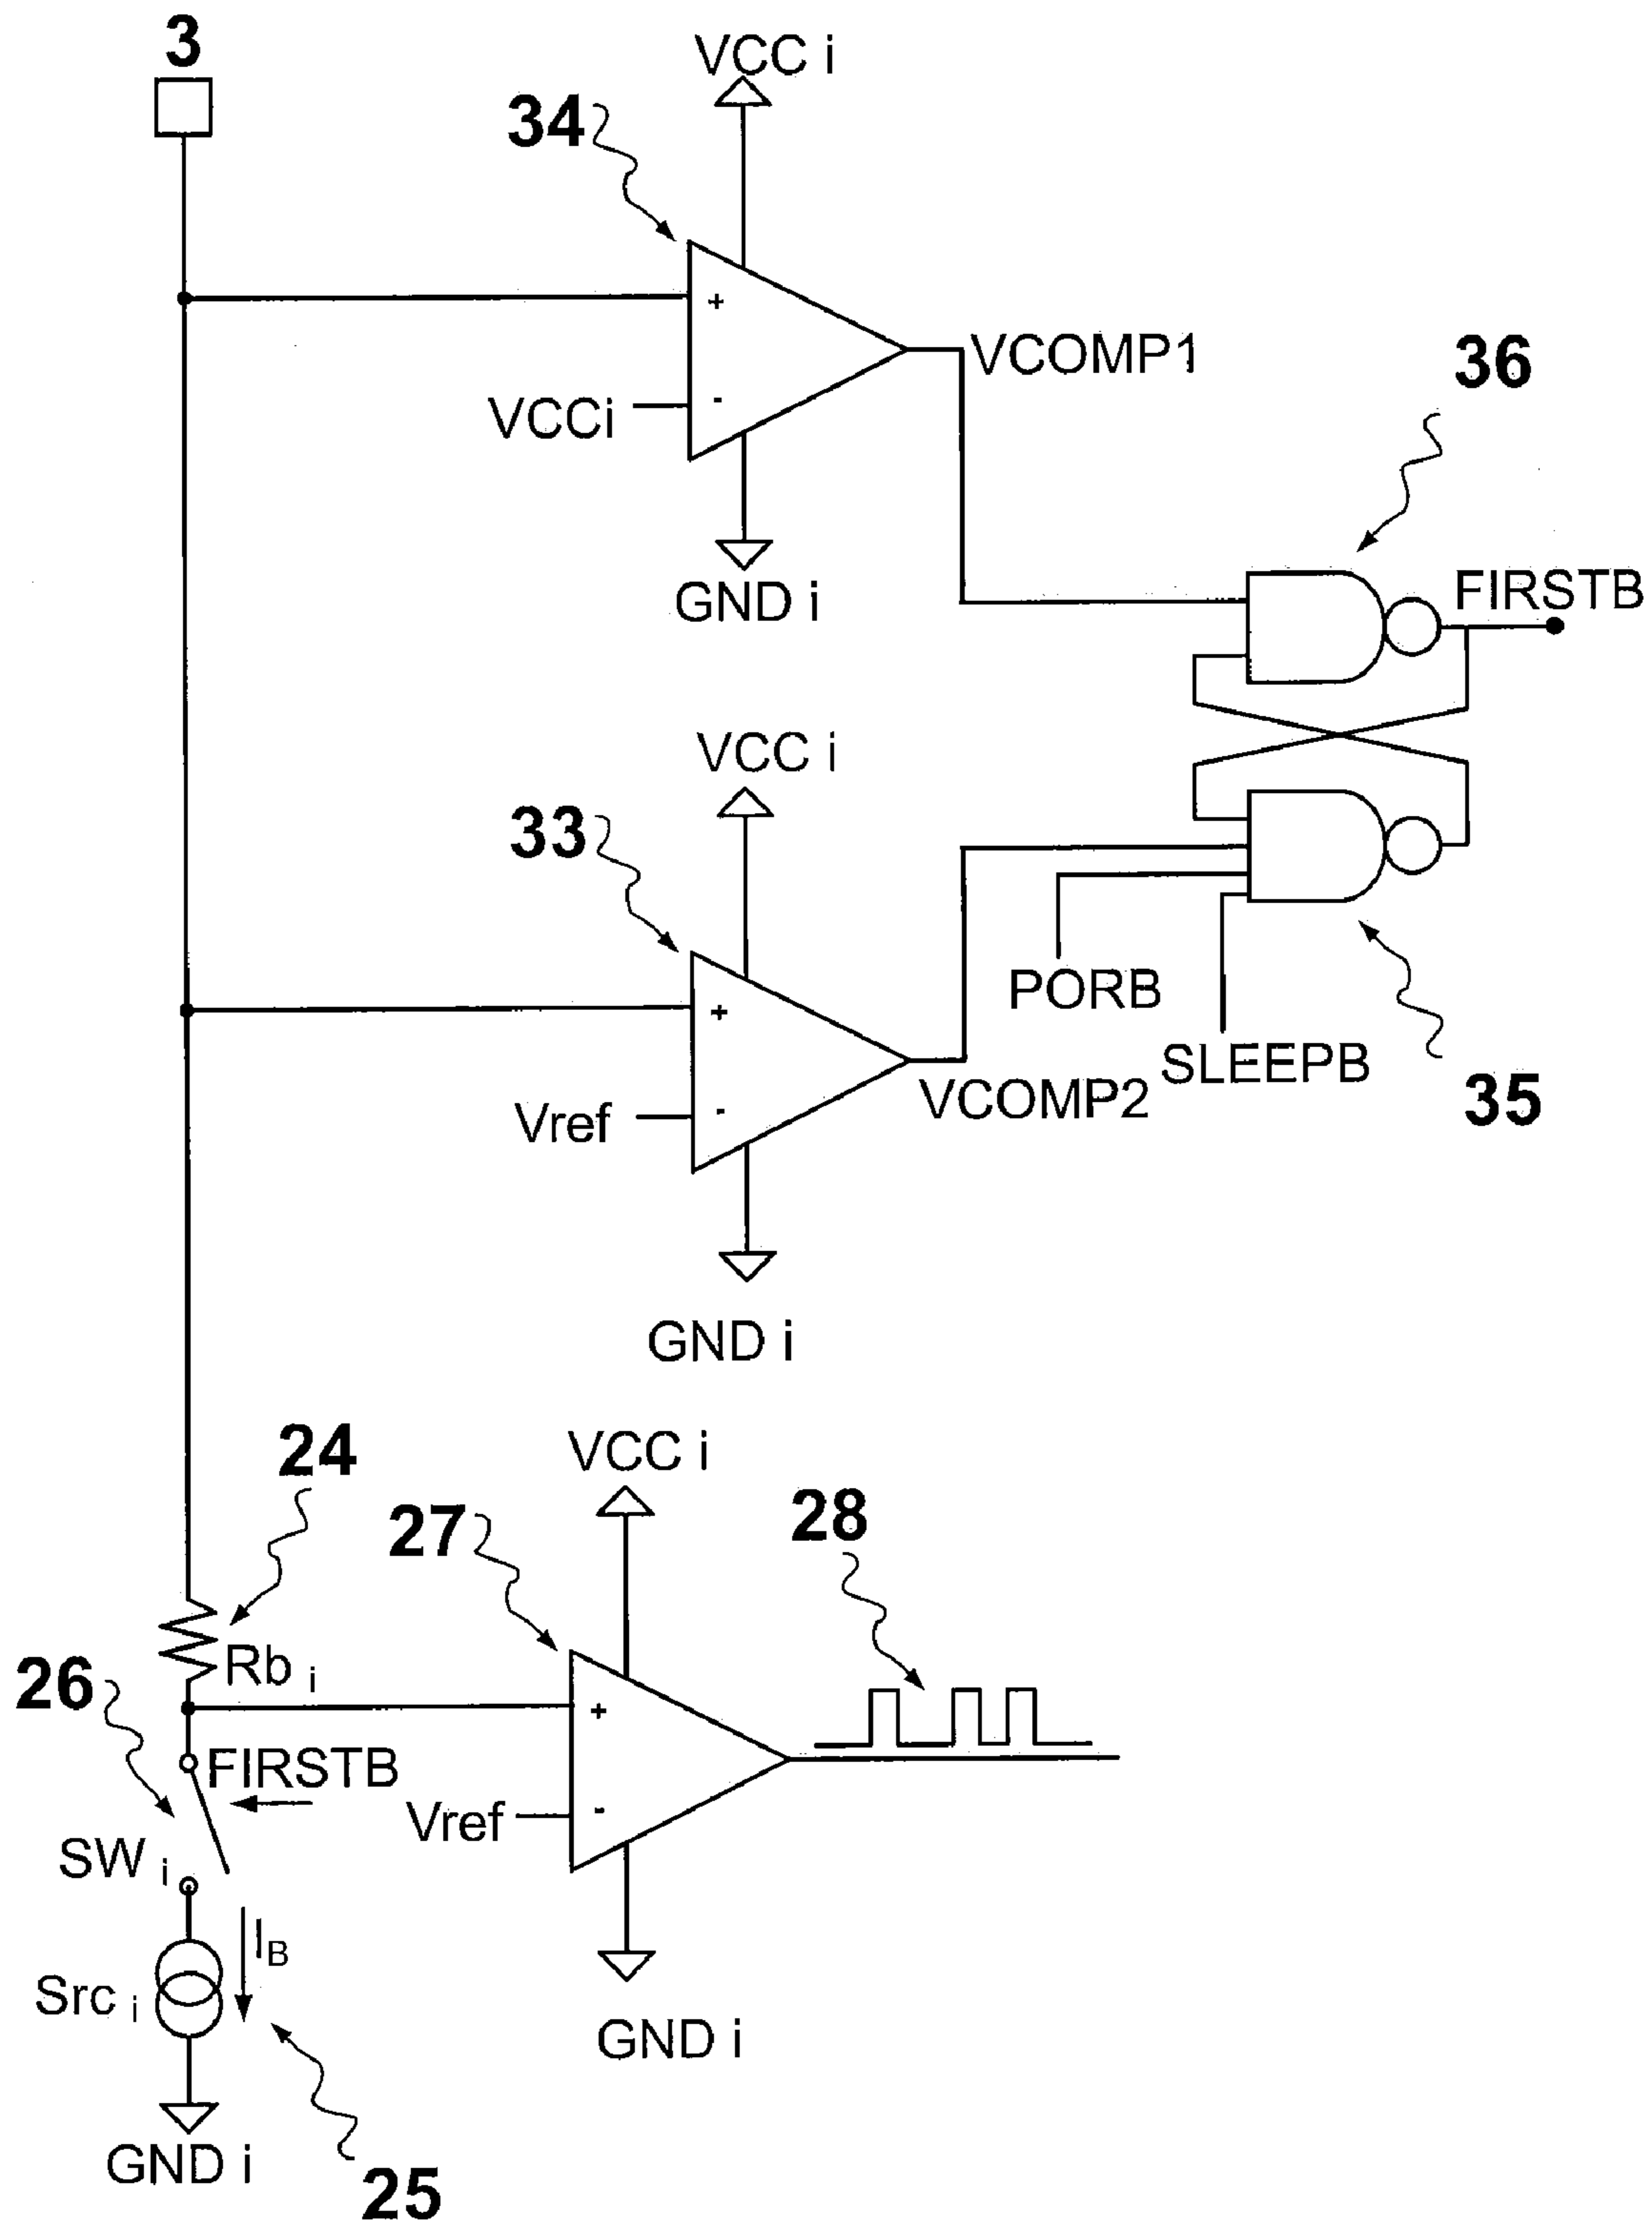 3
VCC i
34
+
VCOMP1
-
VCCi
36
GND i
FIRSTB
VCC i
33
+
PORB
SLEEPB
-
Vref
VCOMP2
35
GND i
24
VCC i
27
28
Rb i
26
+
FIRSTB
-
Vref
SW i
IB
Src i
GND i
GND i
25